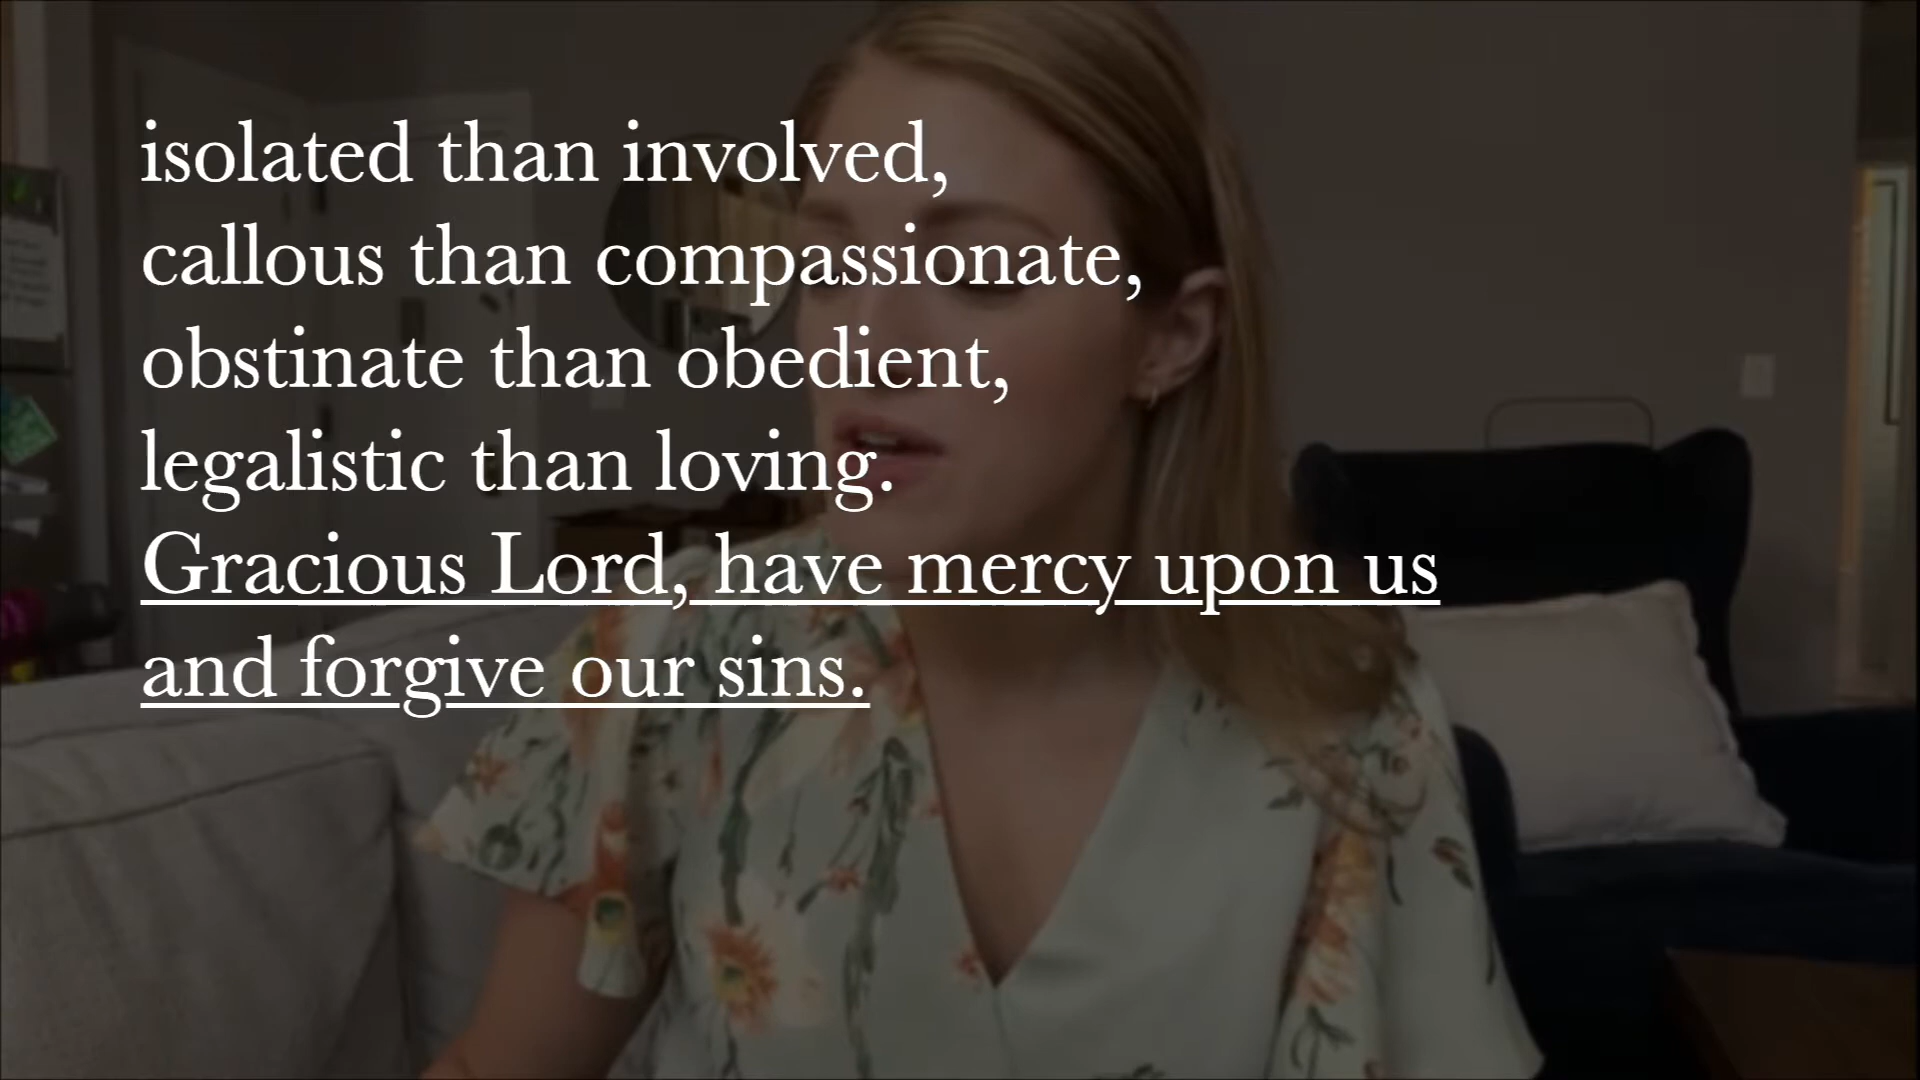 isolated than involved,
callous than compassionate,
obstinate than obedient,
legalistic than loving.
Gracious Lord, have mercy upon us
and forgive our sins.